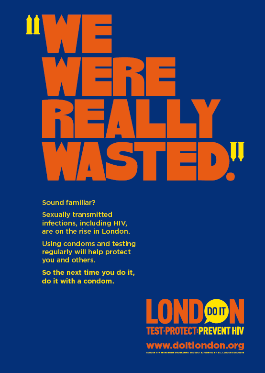 "WE
WERE
REALLY
WASTED."
Sound familiar?
Sexually transmitted
infections, including HIV,
are on the rise in London.
Using condoms and testing
regularly will help protect
you and others.
So the next time you do it,
do it with a condom.
LONDON
DO IT
TEST·PROTECT·PREVENT HIV
www.doitlondon.org